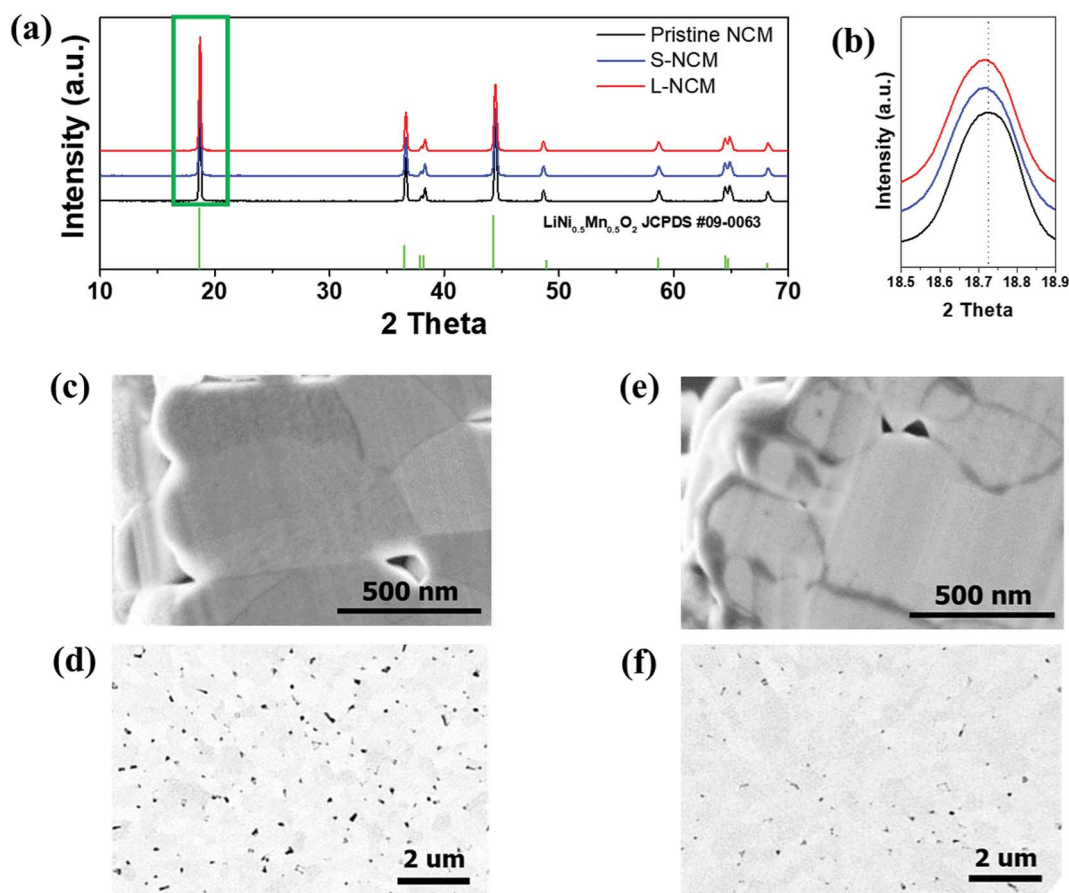 (a)
Intensity (a.u.)
Pristine NCM
S-NCM
L-NCM
LiNi0.5Mn0.5O2 JCPDS #09-0063
10 20 30 40 50 60 70
2 Theta
(b)
Intensity (a.u.)
18.5 18.6 18.7 18.8 18.9
2 Theta
(c)
500 nm
(e)
500 nm
(d)
2 um
(f)
2 um